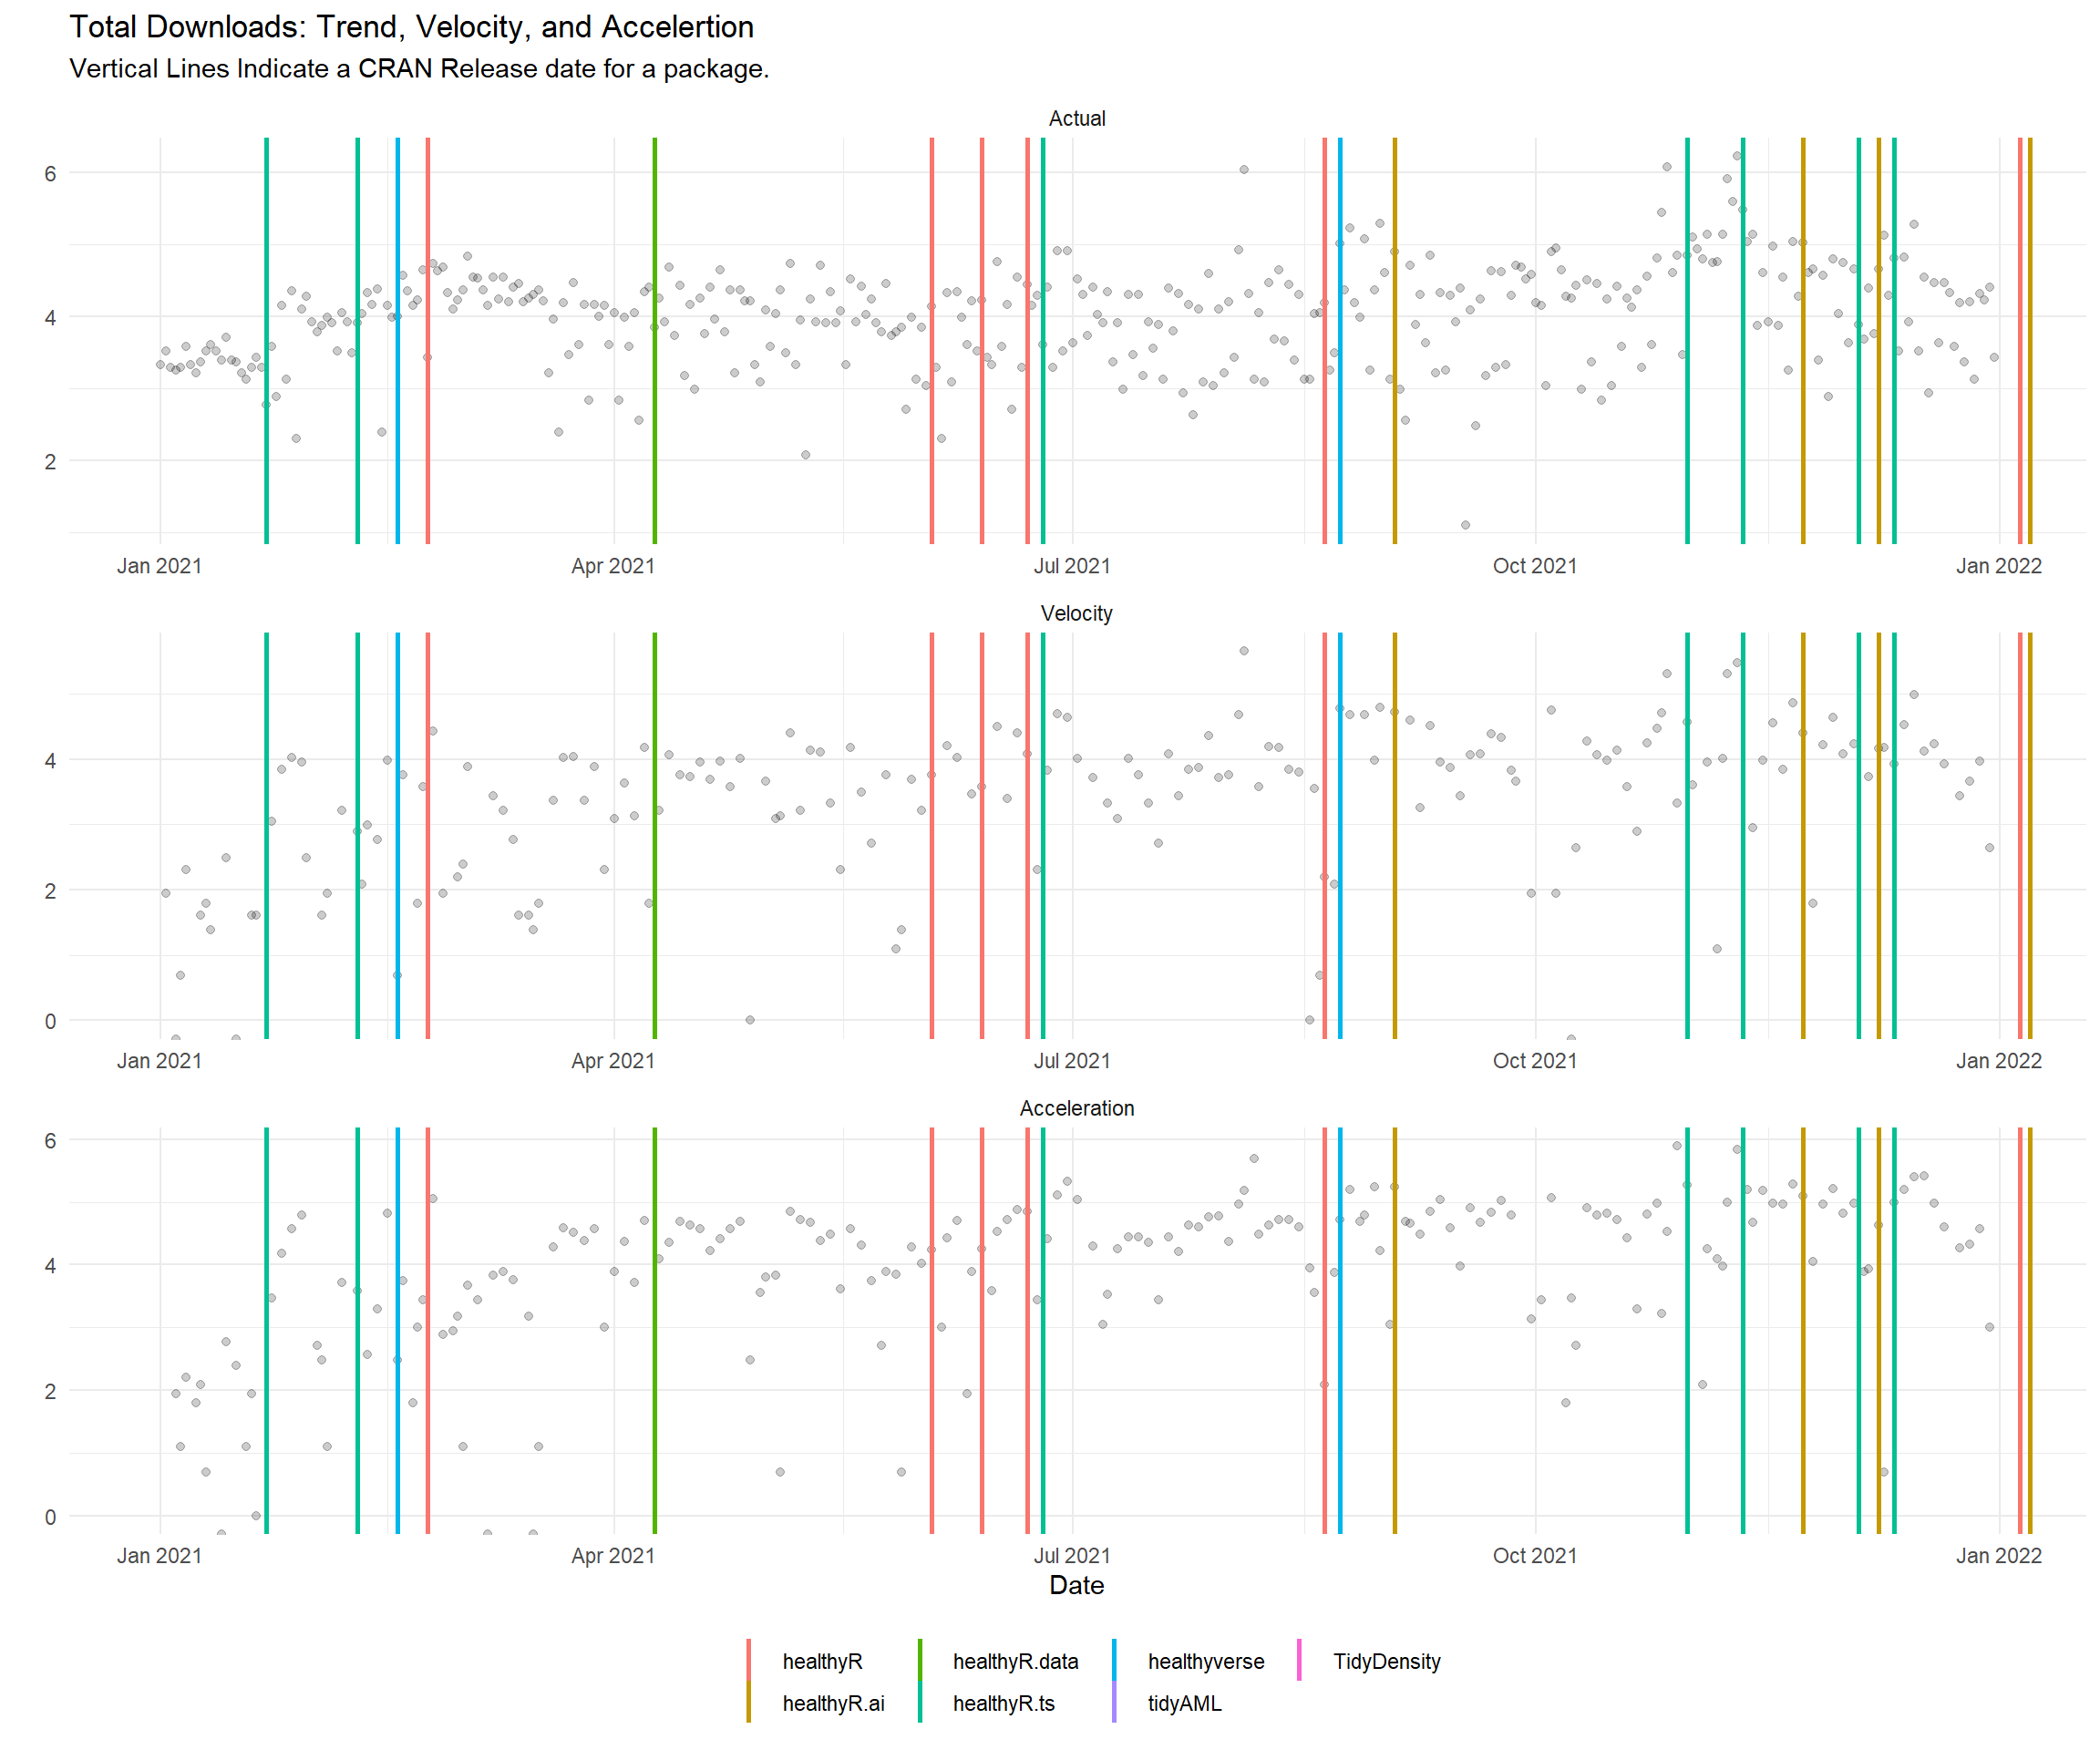 Total Downloads: Trend, Velocity, and Accelertion
Vertical Lines Indicate a CRAN Release date for a package.
Actual
6
4
2
Jan 2021 Apr 2021 Jul 2021 Oct 2021 Jan 2022
Velocity
4
2
0
Jan 2021 Apr 2021 Jul 2021 Oct 2021 Jan 2022
Acceleration
6
4
2
0
Jan 2021 Apr 2021 Jul 2021 Oct 2021 Jan 2022
Date
healthyR healthyR.data healthyverse TidyDensity
healthyR.ai healthyR.ts tidyAML